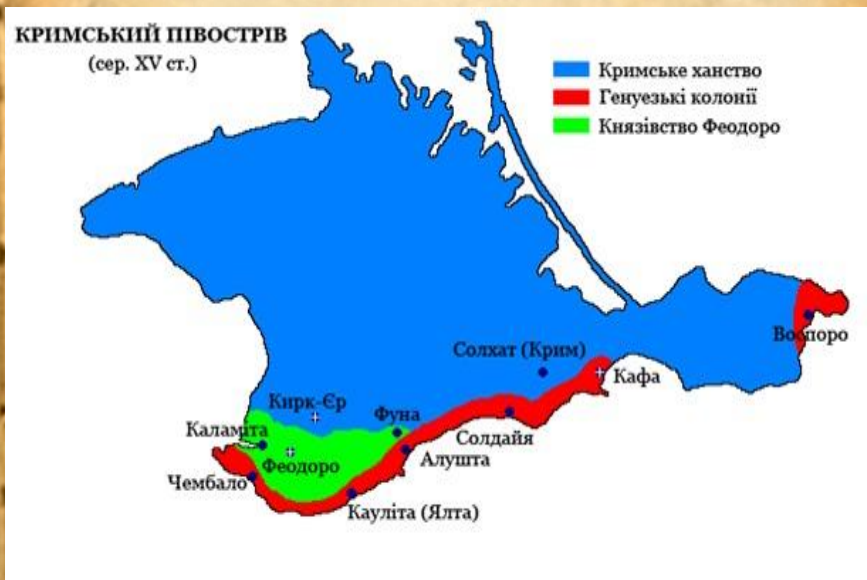 КРИМСЬКИЙ ПІВОСТРІВ
(сер. XV ст.)
Кримське ханство
Генуезькі колонії
Князівство Феодоро
Воспоро
Солхат (Крим)
Кафа
Кирк-Єр
Фуна
Каламіта
Солдайя
Феодоро
Алушта
Чембало
Кауліта (Ялта)